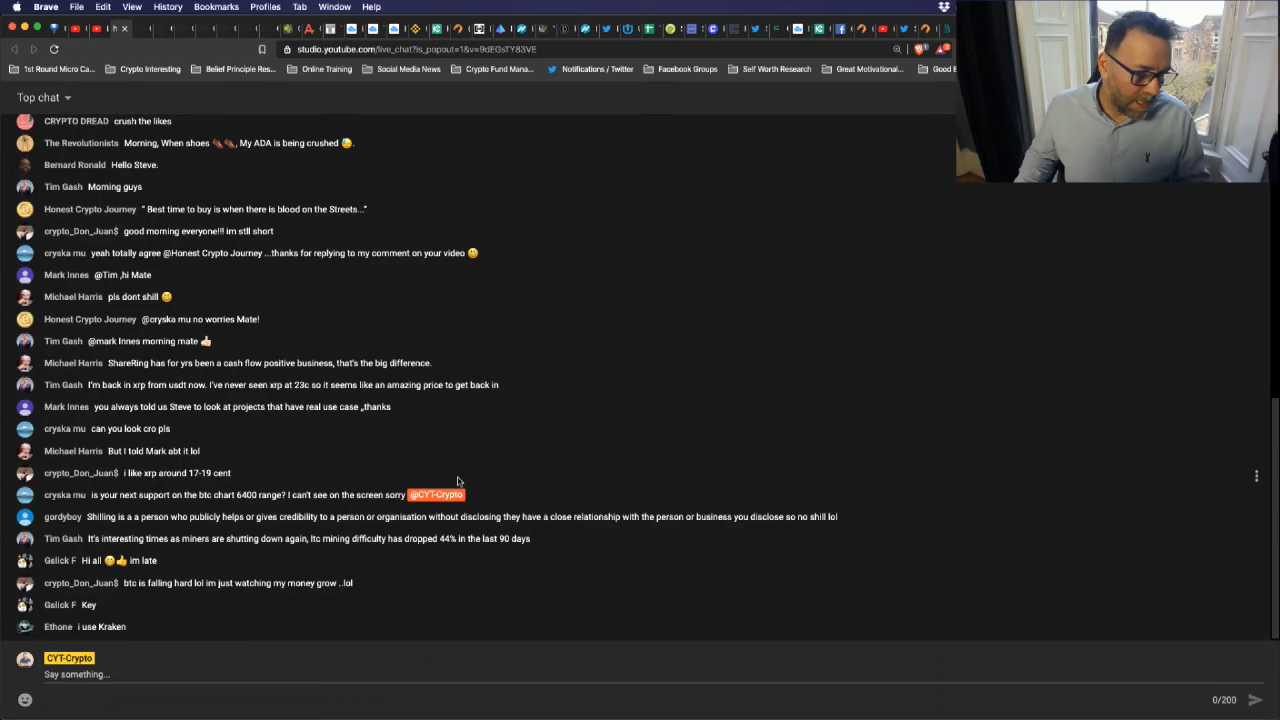 Brave File Edit View History Bookmarks Profiles Tab Window Help
studio.youtube.com/live_chat?is_popout=1&v=9dEGsTY83VE
1st Round Micro Ca... Crypto Interesting Belief Principle Res... Online Training Social Media News Crypto Fund Mana... Notifications / Twitter Facebook Groups Self Worth Research Great Motivational...
Top chat
CRYPTO DREAD crush the likes
The Revolutionists Morning, When shoes 👞👞, My ADA is being crushed 😓.
Bernard Ronald Hello Steve.
Tim Gash Morning guys
Honest Crypto Journey " Best time to buy is when there is blood on the Streets..."
crypto_Don_Juan$ good morning everyone!!! im stll short
cryska mu yeah totally agree @Honest Crypto Journey ...thanks for replying to my comment on your video 😃
Mark Innes @Tim ,hi Mate
Michael Harris pls dont shill 😃
Honest Crypto Journey @cryska mu no worries Mate!
Tim Gash @mark Innes morning mate 👍🏻
Michael Harris ShareRing has for yrs been a cash flow positive business, that's the big difference.
Tim Gash I'm back in xrp from usdt now. I've never seen xrp at 23c so it seems like an amazing price to get back in
Mark Innes you always told us Steve to look at projects that have real use case ,,thanks
cryska mu can you look cro pls
Michael Harris But I told Mark abt it lol
crypto_Don_Juan$ i like xrp around 17-19 cent
cryska mu is your next support on the btc chart 6400 range? I can't see on the screen sorry @CYT-Crypto
gordyboy Shilling is a a person who publicly helps or gives credibility to a person or organisation without disclosing they have a close relationship with the person or business you disclose so no shill lol
Tim Gash It's interesting times as miners are shutting down again, ltc mining difficulty has dropped 44% in the last 90 days
Gslick F Hi all 😁👍 im late
crypto_Don_Juan$ btc is falling hard lol im just watching my money grow ..lol
Gslick F Key
Ethone i use Kraken
CYT-Crypto
Say something...
0/200